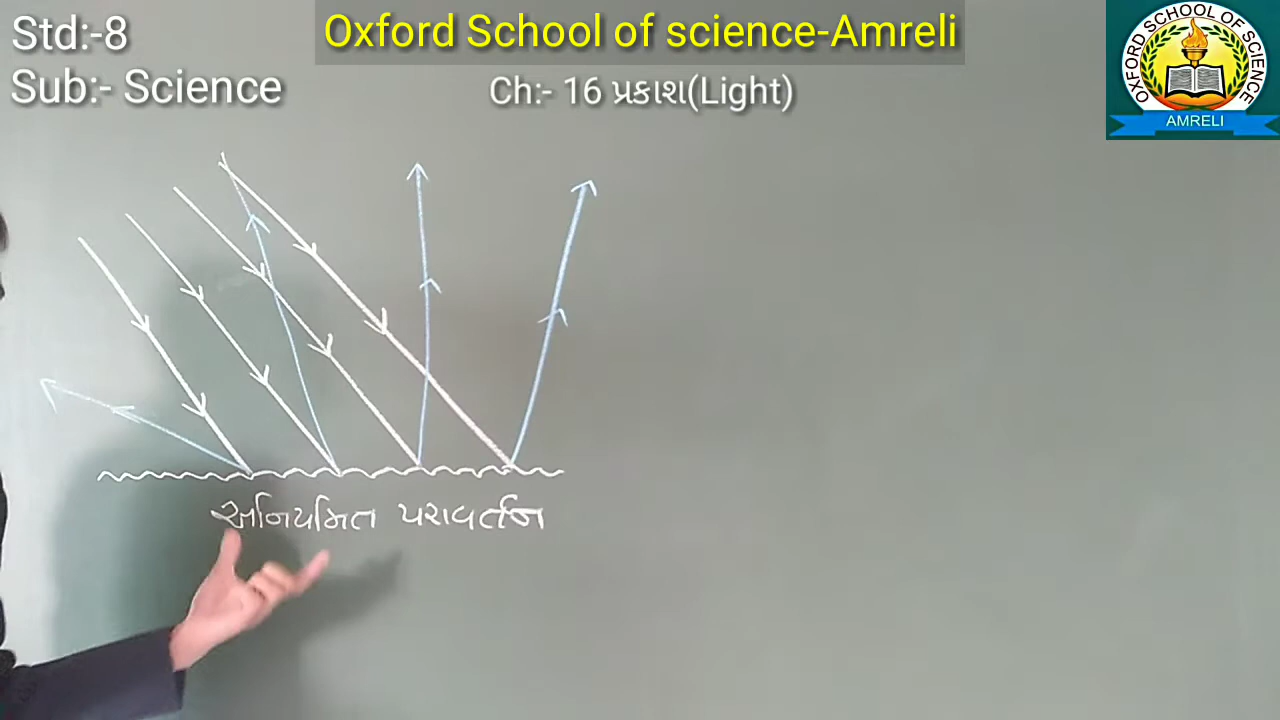 Std:-8
Oxford School of science-Amreli
Sub:- Science
Ch:- 16 પ્રકાશ(Light)
OXFORD SCHOOL OF SCIENCE
AMRELI
અનિયમિત પરાવર્તન